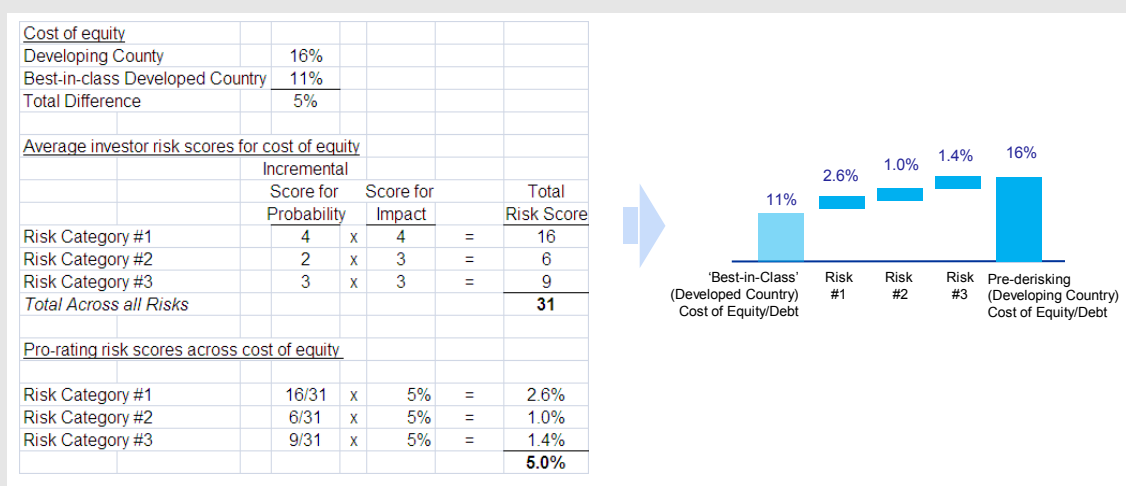 Cost of equity
Developing County 16%
Best-in-class Developed Country 11%
Total Difference 5%
Average investor risk scores for cost of equity
Incremental
Score for Score for Total
Probability Impact Risk Score
Risk Category #1 4 x 4 = 16
Risk Category #2 2 x 3 = 6
Risk Category #3 3 x 3 = 9
Total Across all Risks 31
Pro-rating risk scores across cost of equity
Risk Category #1 16/31 x 5% = 2.6%
Risk Category #2 6/31 x 5% = 1.0%
Risk Category #3 9/31 x 5% = 1.4%
5.0%
11% 2.6% 1.0% 1.4% 16%
‘Best-in-Class’ Risk Risk Risk Pre-derisking
(Developed Country) #1 #2 #3 (Developing Country)
Cost of Equity/Debt Cost of Equity/Debt